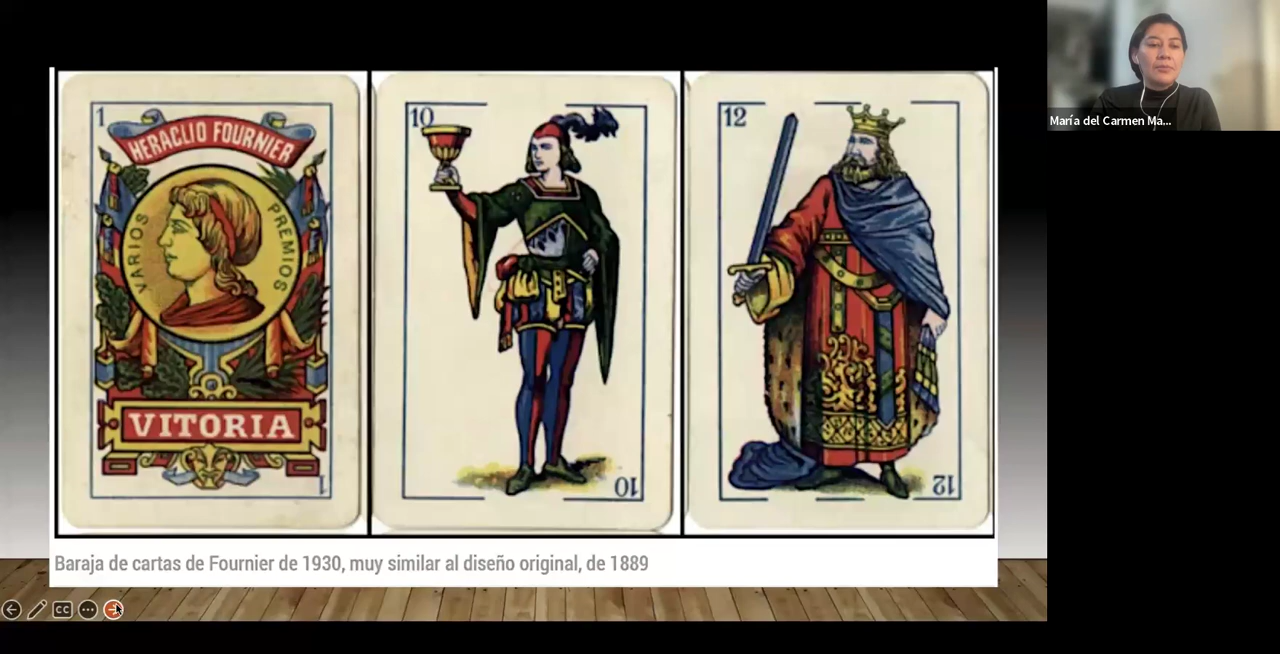 1
HERACLIO FOURNIER
VARIOS
PREMIOS
VITORIA
1
10
10
12
12
Baraja de cartas de Fournier de 1930, muy similar al diseño original, de 1889
María del Carmen Ma...
CC